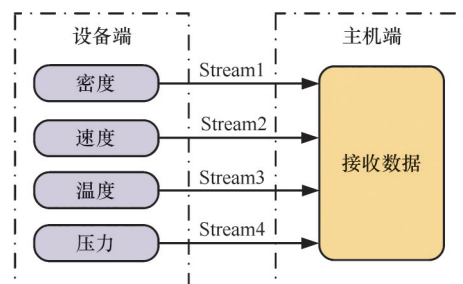 设备端
主机端
密度
Stream1
速度
Stream2
接收数据
温度
Stream3
压力
Stream4